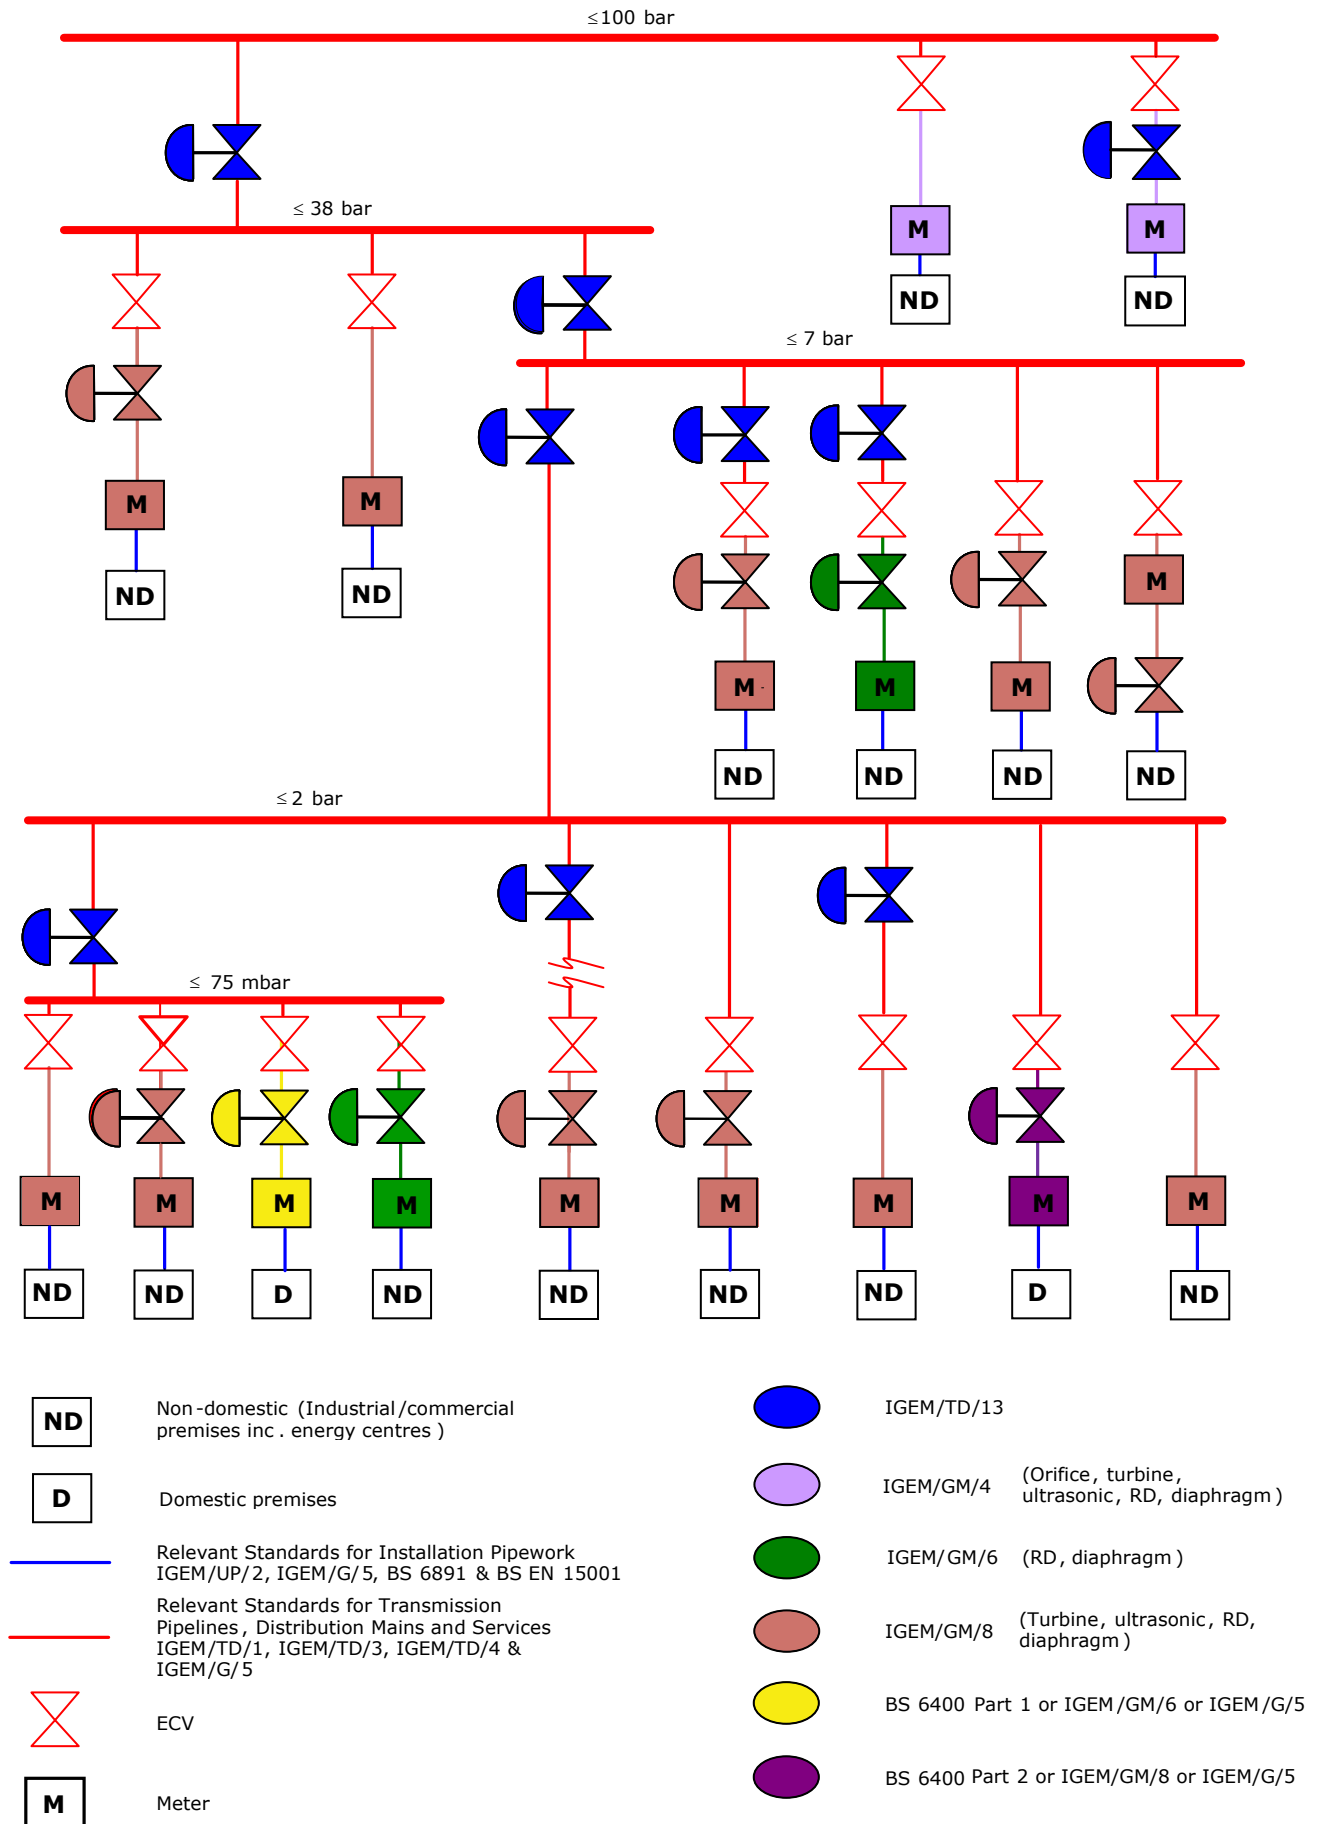 ≤100 bar
≤ 38 bar
M
M
ND
ND
≤ 7 bar
M
M
ND
ND
M
M
M
M
ND
ND
ND
ND
≤2 bar
≤ 75 mbar
M
M
M
M
M
M
M
M
M
ND
ND
D
ND
ND
ND
ND
D
ND
ND
Non-domestic (Industrial/commercial
premises inc. energy centres)
D
Domestic premises
Relevant Standards for Installation Pipework
IGEM/UP/2, IGEM/G/5, BS 6891 & BS EN 15001
Relevant Standards for Transmission
Pipelines, Distribution Mains and Services
IGEM/TD/1, IGEM/TD/3, IGEM/TD/4 &
IGEM/G/5
ECV
M
Meter
IGEM/TD/13
IGEM/GM/4 (Orifice, turbine,
ultrasonic, RD, diaphragm)
IGEM/GM/6 (RD, diaphragm)
IGEM/GM/8 (Turbine, ultrasonic, RD,
diaphragm)
BS 6400 Part 1 or IGEM/GM/6 or IGEM/G/5
BS 6400 Part 2 or IGEM/GM/8 or IGEM/G/5